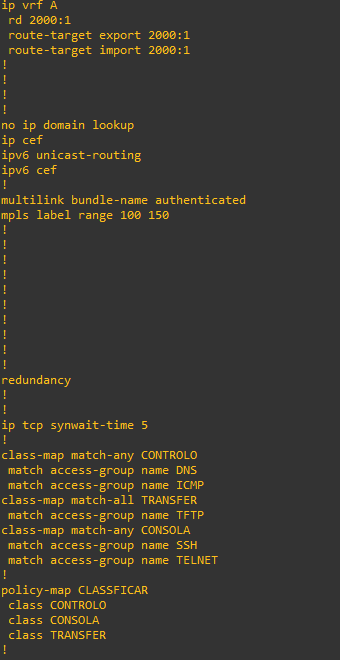 ip vrf A
 rd 2000:1
 route-target export 2000:1
 route-target import 2000:1
!
!
!
!
no ip domain lookup
ip cef
ipv6 unicast-routing
ipv6 cef
!
multilink bundle-name authenticated
mpls label range 100 150
!
!
!
!
!
!
!
!
!
!
redundancy
!
!
ip tcp synwait-time 5
!
class-map match-any CONTROLO
 match access-group name DNS
 match access-group name ICMP
class-map match-all TRANSFER
 match access-group name TFTP
class-map match-any CONSOLA
 match access-group name SSH
 match access-group name TELNET
!
policy-map CLASSFICAR
 class CONTROLO
 class CONSOLA
 class TRANSFER
!